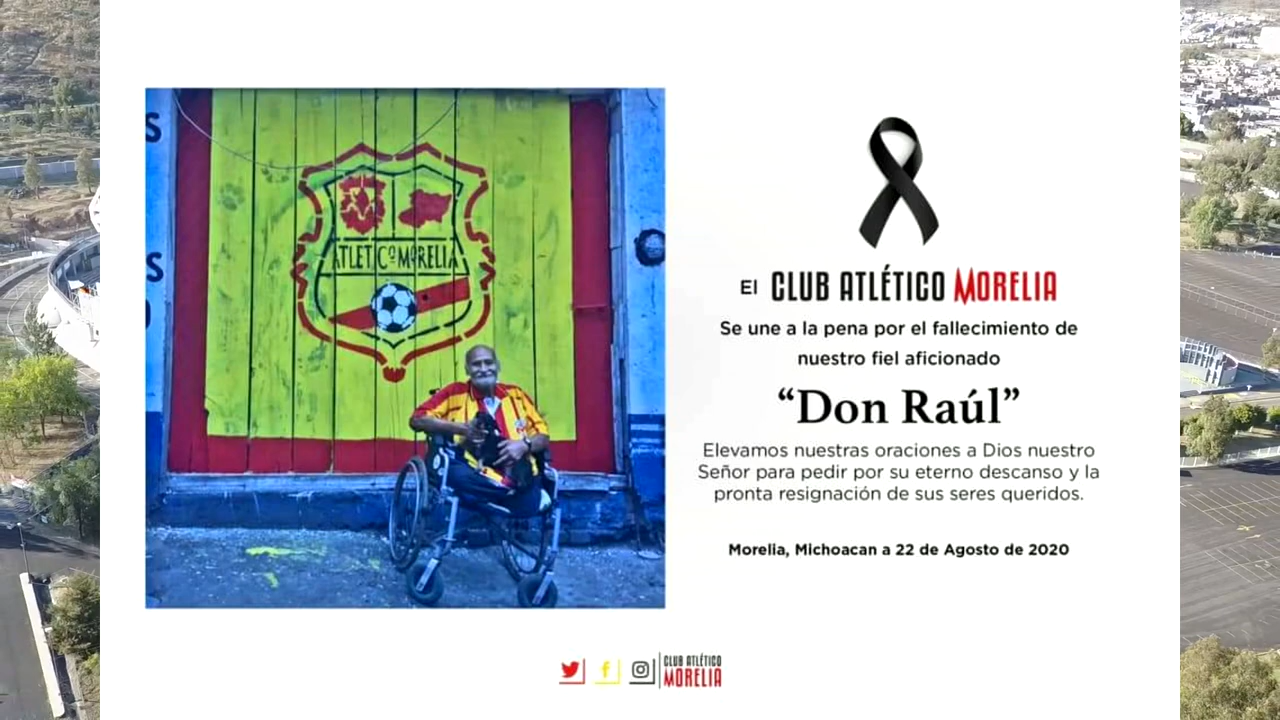 S
S
ATLETICO MORELIA
El CLUB ATLÉTICO MORELIA
Se une a la pena por el fallecimiento de
nuestro fiel aficionado
“Don Raúl”
Elevamos nuestras oraciones a Dios nuestro
Señor para pedir por su eterno descanso y la
pronta resignación de sus seres queridos.
Morelia, Michoacan a 22 de Agosto de 2020
CLUB ATLÉTICO
MORELIA